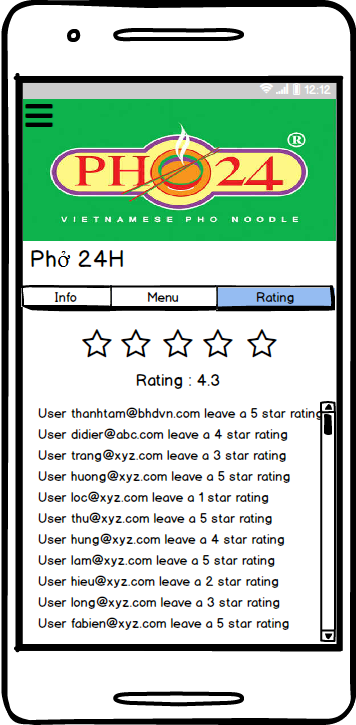 12:12
PHO 24 ®
VIETNAMESE PHO NOODLE
Phở 24H
Info Menu Rating
Rating : 4.3
User thanhtam@bhdvn.com leave a 5 star rating
User didier@abc.com leave a 4 star rating
User trang@xyz.com leave a 3 star rating
User huong@xyz.com leave a 5 star rating
User loc@xyz.com leave a 1 star rating
User thu@xyz.com leave a 5 star rating
User hung@xyz.com leave a 4 star rating
User lam@xyz.com leave a 5 star rating
User hieu@xyz.com leave a 2 star rating
User long@xyz.com leave a 3 star rating
User fabien@xyz.com leave a 5 star rating